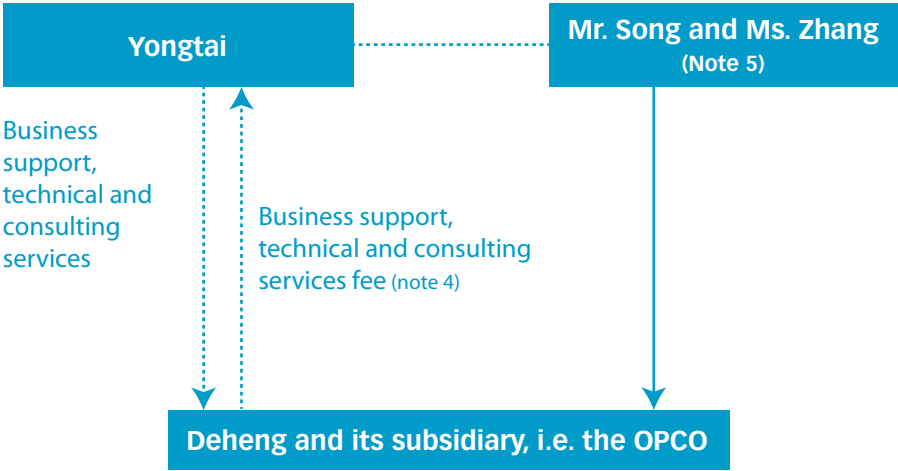 Yongtai
Mr. Song and Ms. Zhang
(Note 5)
Business
support,
technical and
consulting
services
Business support,
technical and consulting
services fee (note 4)
Deheng and its subsidiary, i.e. the OPCO